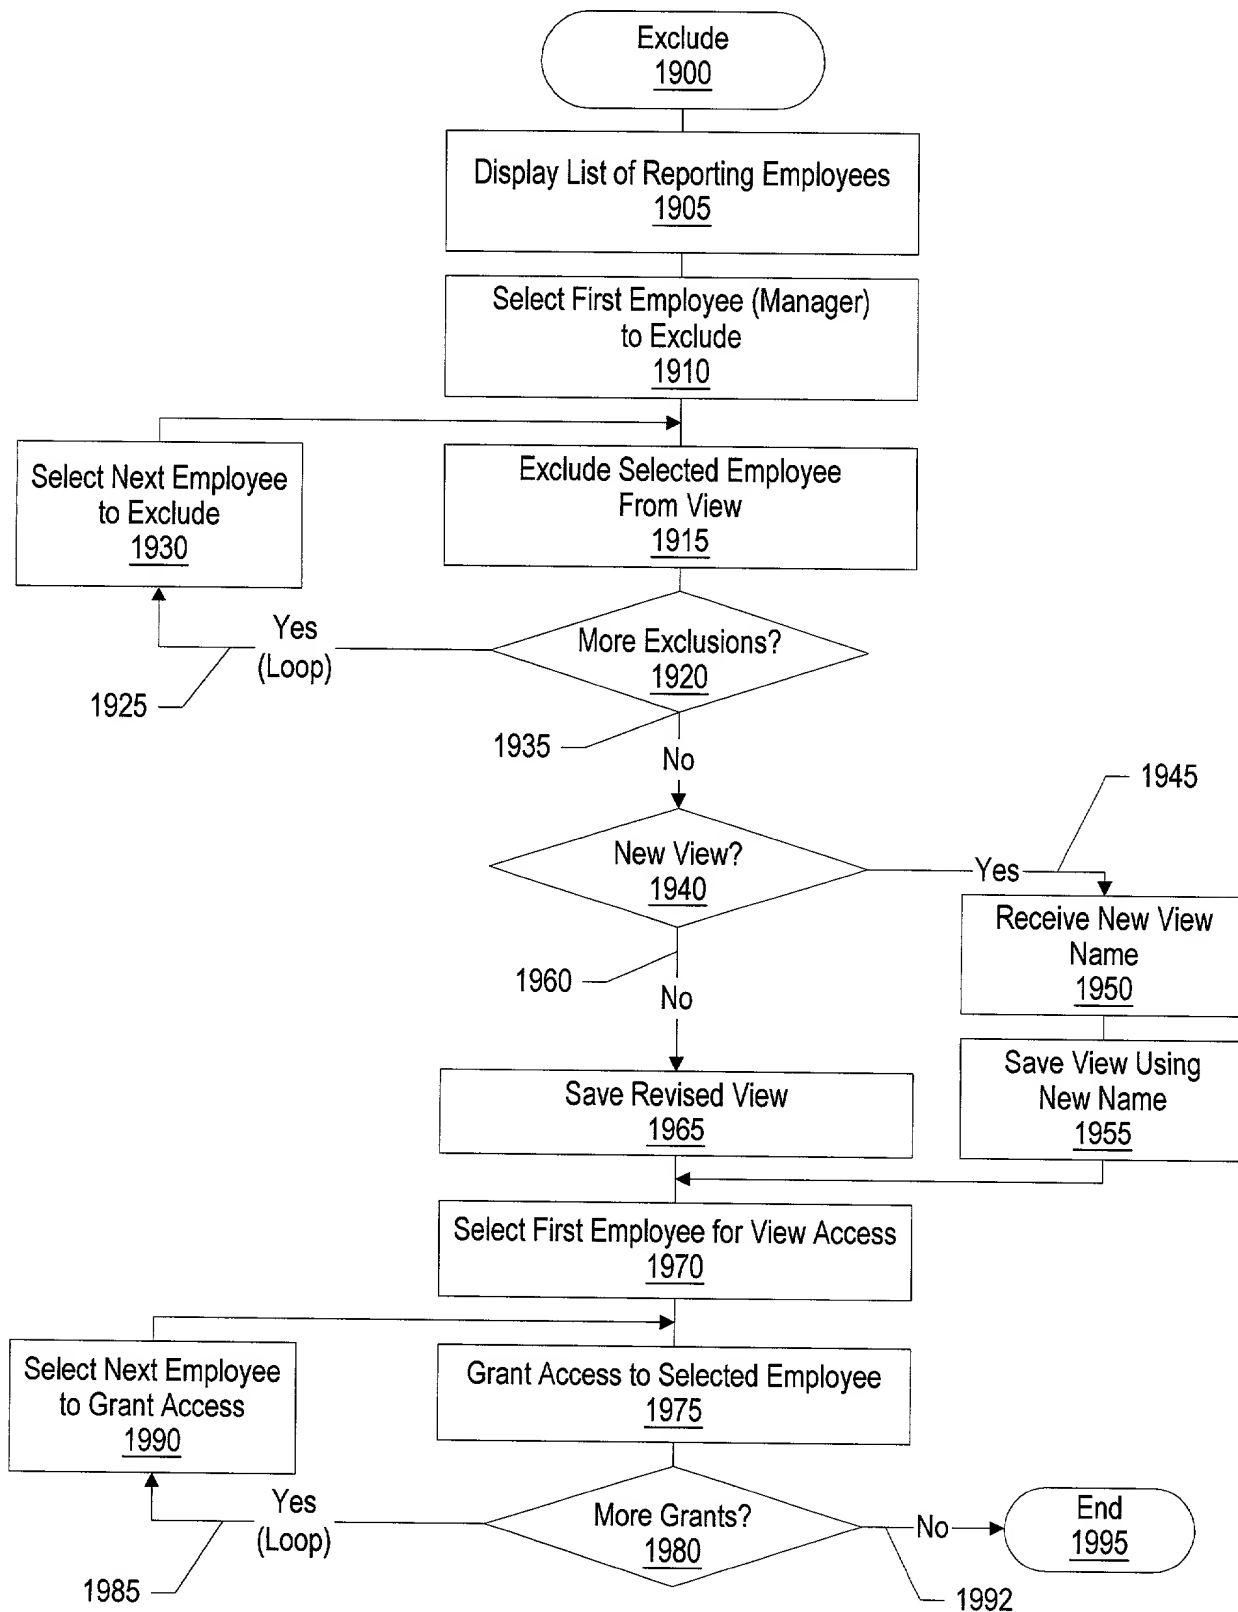 Exclude
1900
Display List of Reporting Employees
1905
Select First Employee (Manager)
to Exclude
1910
Select Next Employee
to Exclude
1930
Exclude Selected Employee
From View
1915
More Exclusions?
1920
Yes
(Loop)
1925
1935
No
1945
New View?
1940
Yes
Receive New View
Name
1950
1960
No
Save View Using
New Name
1955
Save Revised View
1965
Select First Employee for View Access
1970
Select Next Employee
to Grant Access
1990
Grant Access to Selected Employee
1975
More Grants?
1980
Yes
(Loop)
1985
No
1992
End
1995